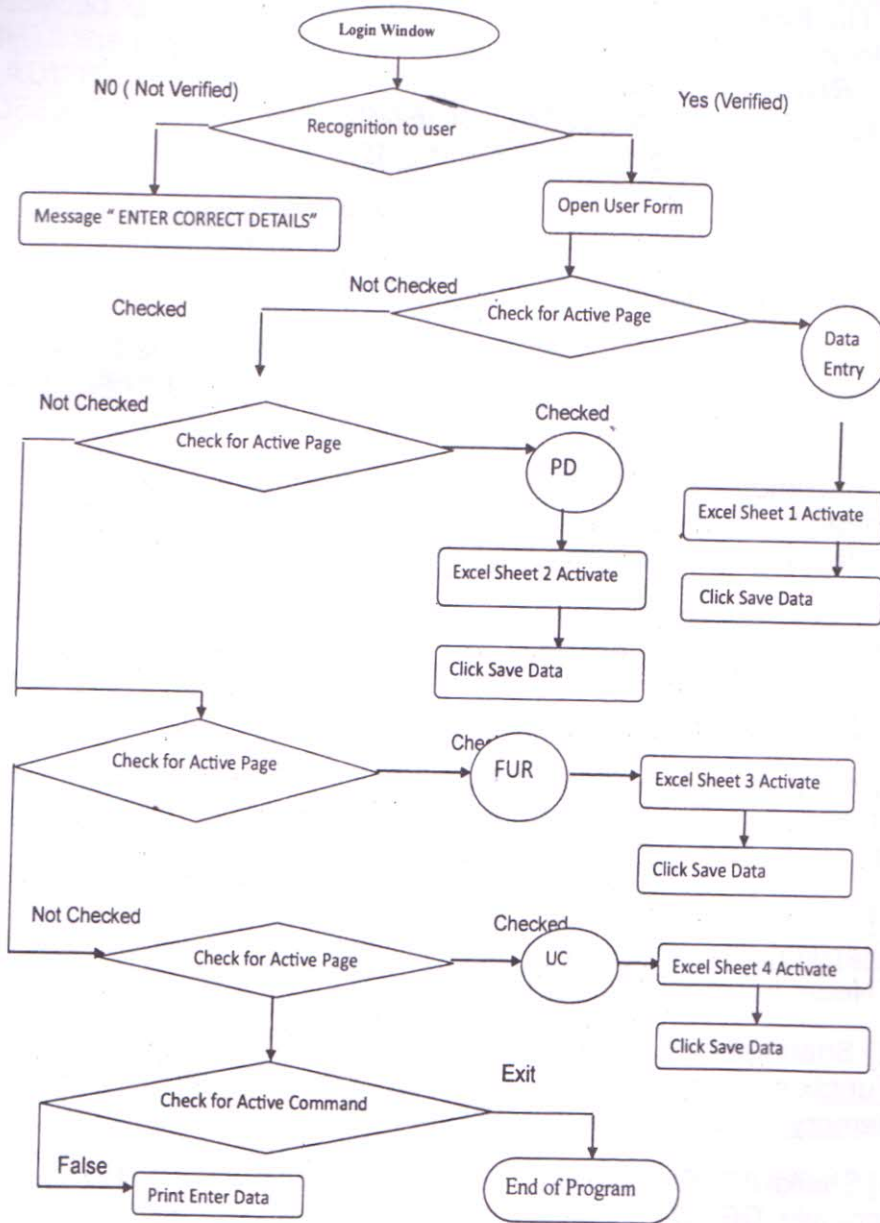 Login Window
N0 ( Not Verified)
Yes (Verified)
Recognition to user
Message " ENTER CORRECT DETAILS"
Open User Form
Not Checked
Checked
Check for Active Page
Data
Entry
Not Checked
Checked
Check for Active Page
PD
Excel Sheet 1 Activate
Excel Sheet 2 Activate
Click Save Data
Click Save Data
Check for Active Page
FUR
Excel Sheet 3 Activate
Click Save Data
Not Checked
Checked
Check for Active Page
UC
Excel Sheet 4 Activate
Click Save Data
Exit
Check for Active Command
False
Print Enter Data
End of Program